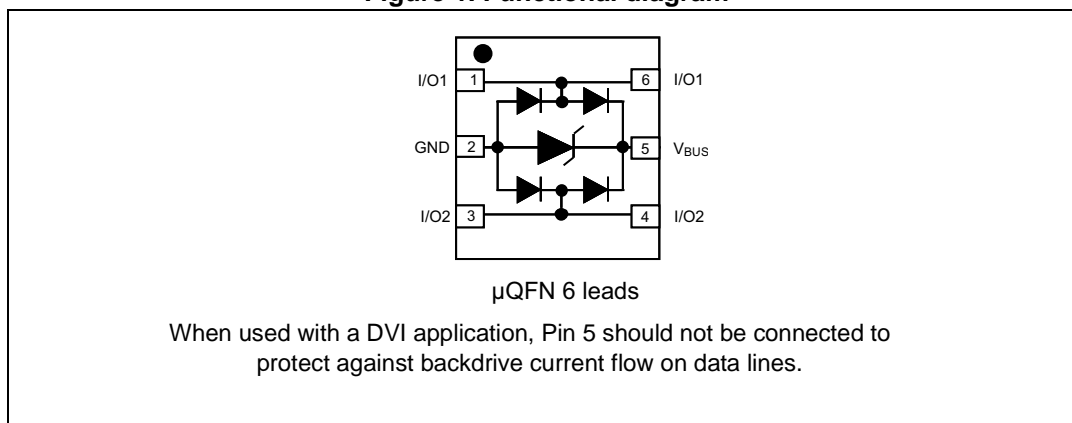 Figure 1. Functional diagram
I/O1 1 6 I/O1
GND 2 5 VBUS
I/O2 3 4 I/O2
µQFN 6 leads
When used with a DVI application, Pin 5 should not be connected to
protect against backdrive current flow on data lines.